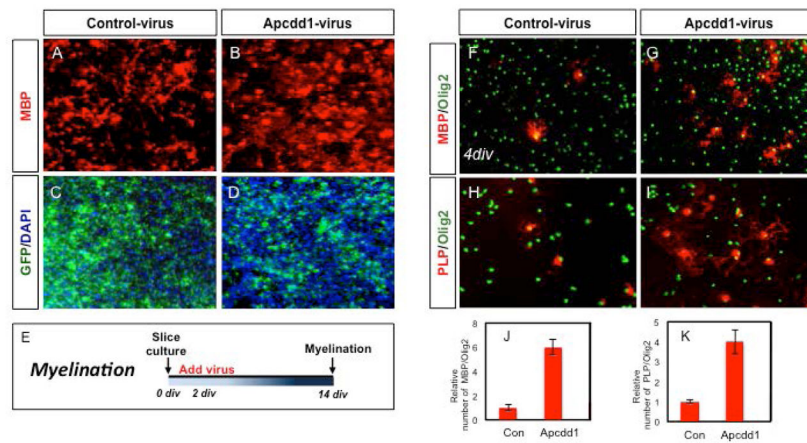 Control-virus
Apcdd1-virus
MBP
A
B
GFP/DAPI
C
D
E
Slice
culture
Myelination
Add virus
Myelination
0 div
2 div
14 div
Control-virus
Apcdd1-virus
MBP/Olig2
F
G
4div
PLP/Olig2
H
I
J
Relative
number of MBP/Olig2
8
6
4
2
0
Con
Apcdd1
K
Relative
number of PLP/Olig2
5
4
3
2
1
0
Con
Apcdd1